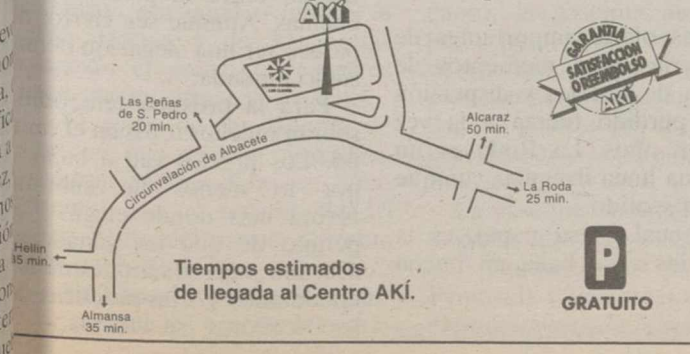 AKÍ
GARANTIA
SATISFACCION
O REEMBOLSO
AKÍ
Las Peñas
de S. Pedro
20 min.
Alcaraz
50 min.
Circunvalación de Albacete
La Roda
25 min.
Hellín
35 min.
Tiempos estimados
de llegada al Centro AKÍ.
Almansa
35 min.
P
GRATUITO